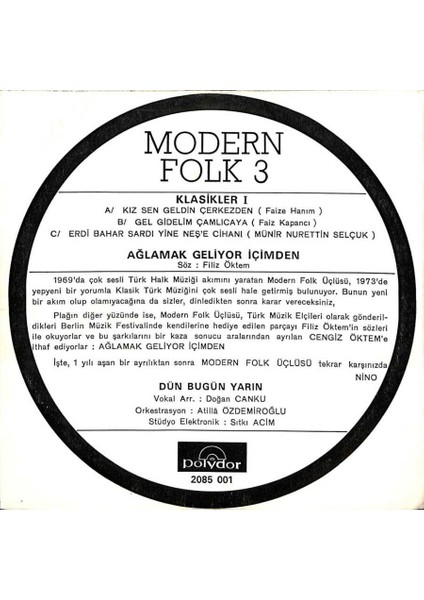 MODERN
FOLK 3
KLASİKLER I
A/ KIZ SEN GELDİN ÇERKEZDEN ( Faize Hanım )
B/ GEL GİDELİM ÇAMLICAYA ( Faiz Kapancı )
C/ ERDİ BAHAR SARDI YİNE NEŞ'E CİHANI ( MÜNİR NURETTİN SELÇUK )
AĞLAMAK GELİYOR İÇİMDEN
Söz : Filiz Öktem
1969'da çok sesli Türk Halk Müziği akımını yaratan Modern Folk Üçlüsü, 1973'de
yepyeni bir yorumla Klasik Türk Müziğini çok sesli hale getirmiş bulunuyor. Bunun yeni
bir akım olup olamıyacağına da sizler, dinledikten sonra karar vereceksiniz,
Plağın diğer yüzünde ise, Modern Folk Üçlüsü, Türk Müzik Elçileri olarak gönderil-
dikleri Berlin Müzik Festivalinde kendilerine hediye edilen parçayı Filiz Öktem'in sözleri
ile okuyorlar ve bu şarkılarını bir kaza sonucu aralarından ayrılan CENGİZ ÖKTEM'e
ithaf ediyorlar : AĞLAMAK GELİYOR İÇİMDEN
İşte, 1 yılı aşan bir ayrılıktan sonra MODERN FOLK ÜÇLÜSÜ tekrar karşınızda
NİNO
DÜN BUGÜN YARIN
Vokal Arr. : Doğan CANKU
Orkestrasyon : Atillâ ÖZDEMİROĞLU
Stüdyo Elektronik : Sıtkı ACİM
polydor
2085 001